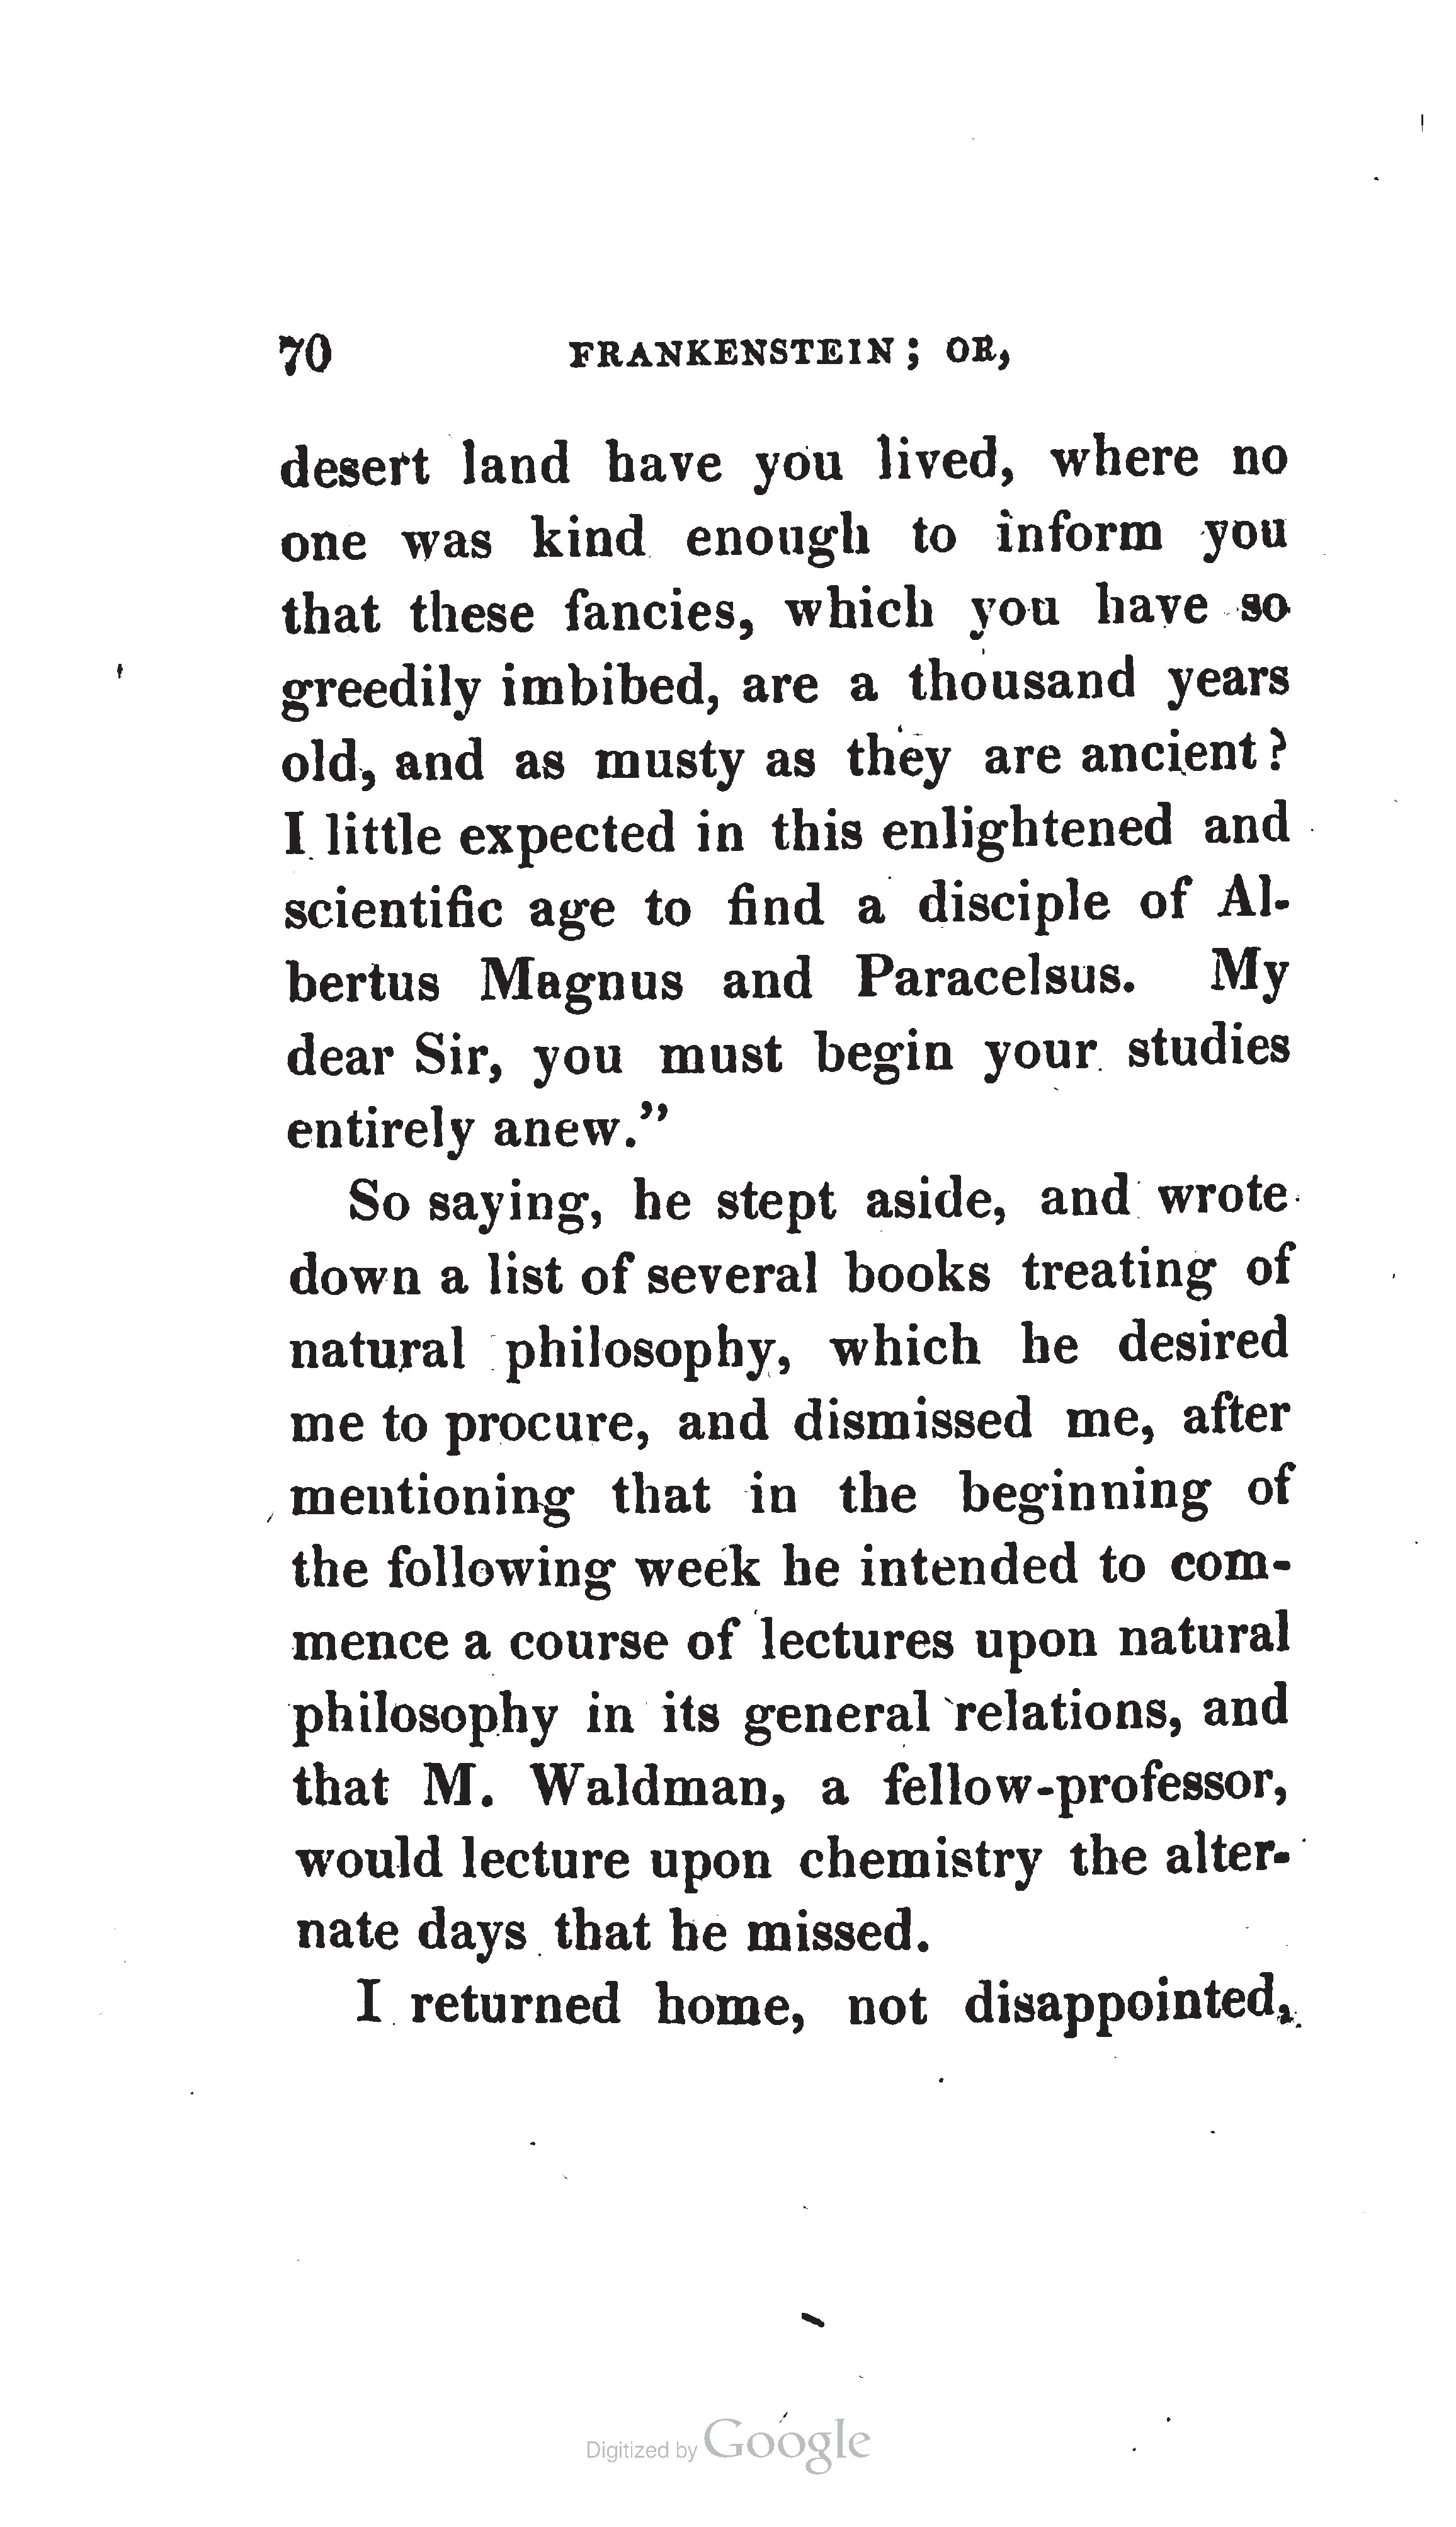 70 FRANKENSTEIN; OR,
desert land have you lived, where no
one was kind enough to inform you
that these fancies, which you have so
greedily imbibed, are a thousand years
old, and as musty as they are ancient?
I little expected in this enlightened and
scientific age to find a disciple of Al-
bertus Magnus and Paracelsus. My
dear Sir, you must begin your studies
entirely anew.”
So saying, he stept aside, and wrote
down a list of several books treating of
natural philosophy, which he desired
me to procure, and dismissed me, after
mentioning that in the beginning of
the following week he intended to com-
mence a course of lectures upon natural
philosophy in its general relations, and
that M. Waldman, a fellow-professor,
would lecture upon chemistry the alter-
nate days that he missed.
I returned home, not disappointed,
Digitized by Google